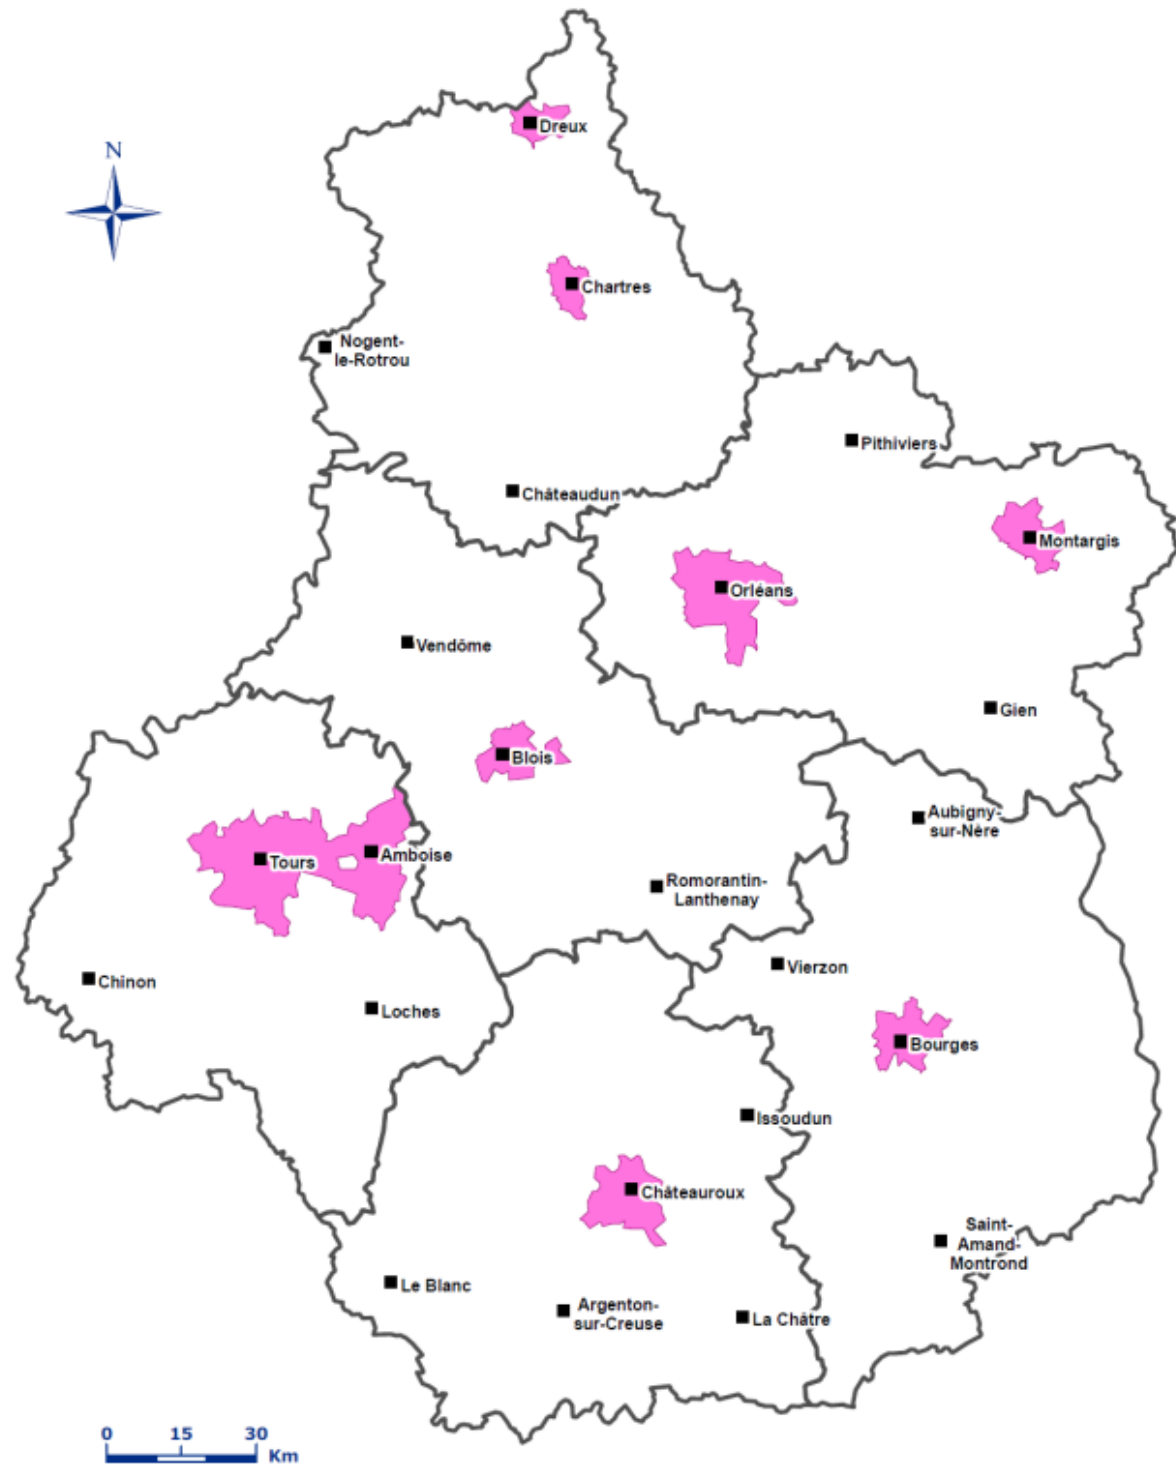 Dreux
N
Chartres
Nogent-
le-Rotrou
Pithiviers
Châteaudun
Montargis
Orléans
Vendôme
Gien
Blois
Aubigny-
sur-Nère
Tours
Amboise
Romorantin-
Lanthenay
Vierzon
Chinon
Loches
Bourges
Issoudun
Châteauroux
Saint-
Amand-
Montrond
Le Blanc
Argenton-
sur-Creuse
La Châtre
0 15 30
Km